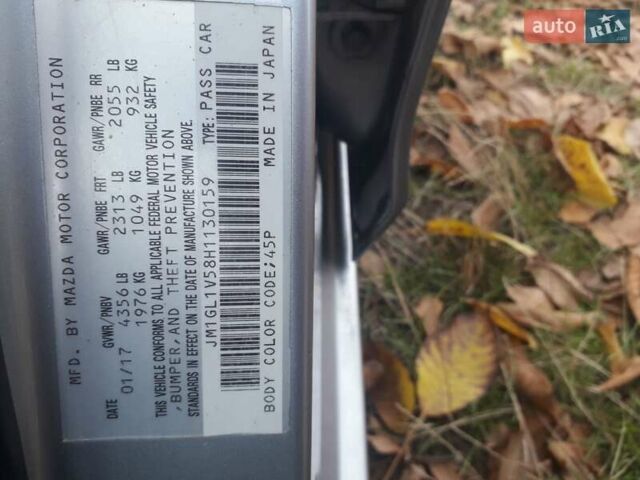 MFD. BY MAZDA MOTOR CORPORATION
DATE GVWR/PNBV GAWR/PNBE FRT GAWR/PNBE RR
01/17 4356 LB 2313 LB 2055 LB
1976 KG 1049 KG 932 KG
THIS VEHICLE CONFORMS TO ALL APPLICABLE FEDERAL MOTOR VEHICLE SAFETY
,BUMPER,AND THEFT PREVENTION
STANDARDS IN EFFECT ON THE DATE OF MANUFACTURE SHOWN ABOVE.
JM1GL1V58H1130159 TYPE: PASS CAR
BODY COLOR CODE;45P MADE IN JAPAN
auto RIA.com